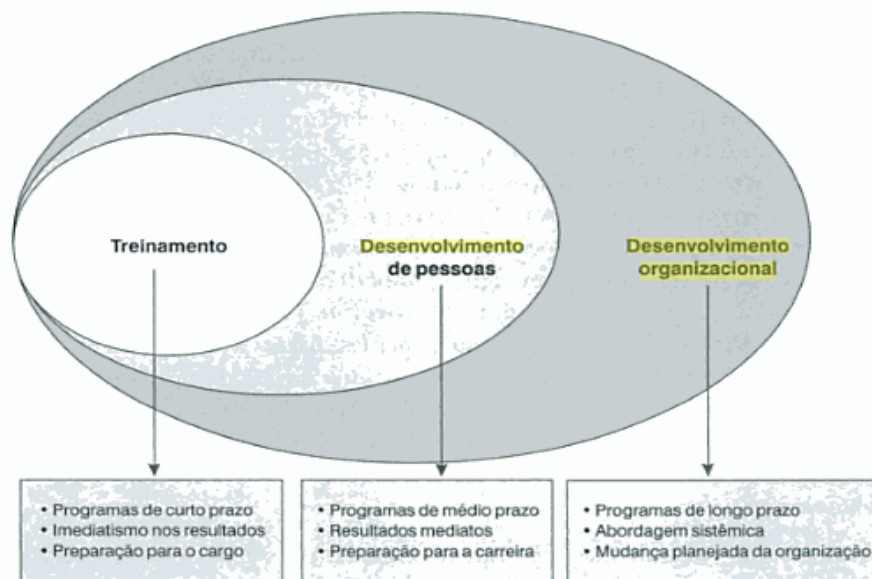 Treinamento
Desenvolvimento
de pessoas
Desenvolvimento
organizacional
• Programas de curto prazo
• Imediatismo nos resultados
• Preparação para o cargo
• Programas de médio prazo
• Resultados mediatos
• Preparação para a carreira
• Programas de longo prazo
• Abordagem sistêmica
• Mudança planejada da organização